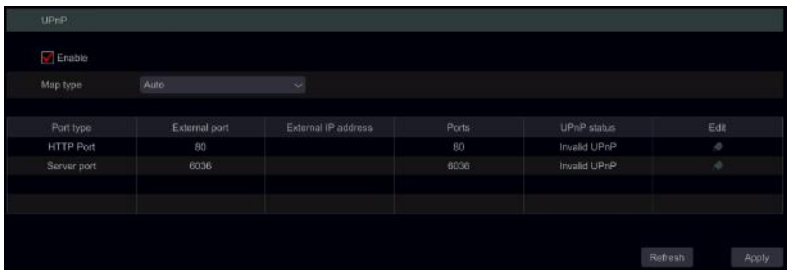 UPnP
Enable
Map type Auto
Port type External port External IP address Ports UPnP status Edit
HTTP Port 80 80 Invalid UPnP
Server port 6036 6036 Invalid UPnP
Refresh Apply